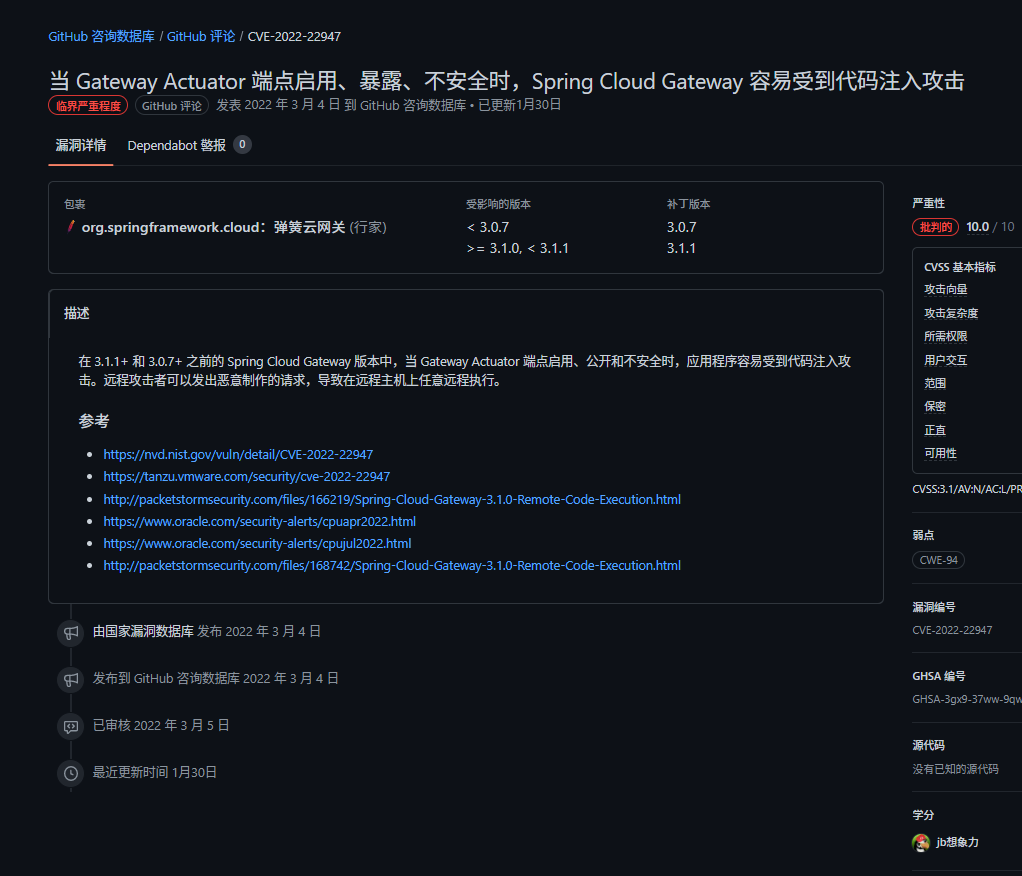 GitHub 咨询数据库 / GitHub 评论 / CVE-2022-22947
当 Gateway Actuator 端点启用、暴露、不安全时，Spring Cloud Gateway 容易受到代码注入攻击
临界严重程度 GitHub 评论 发表 2022 年 3 月 4 日 到 GitHub 咨询数据库 • 已更新1月30日
漏洞详情 Dependabot 警报 0
包裹 受影响的版本 补丁版本
org.springframework.cloud：弹簧云网关 (行家) < 3.0.7 3.0.7
>= 3.1.0, < 3.1.1 3.1.1
描述
在 3.1.1+ 和 3.0.7+ 之前的 Spring Cloud Gateway 版本中，当 Gateway Actuator 端点启用、公开和不安全时，应用程序容易受到代码注入攻
击。远程攻击者可以发出恶意制作的请求，导致在远程主机上任意远程执行。
参考
https://nvd.nist.gov/vuln/detail/CVE-2022-22947
https://tanzu.vmware.com/security/cve-2022-22947
http://packetstormsecurity.com/files/166219/Spring-Cloud-Gateway-3.1.0-Remote-Code-Execution.html
https://www.oracle.com/security-alerts/cpuapr2022.html
https://www.oracle.com/security-alerts/cpujul2022.html
http://packetstormsecurity.com/files/168742/Spring-Cloud-Gateway-3.1.0-Remote-Code-Execution.html
由国家漏洞数据库 发布 2022 年 3 月 4 日
发布到 GitHub 咨询数据库 2022 年 3 月 4 日
已审核 2022 年 3 月 5 日
最近更新时间 1月30日
严重性
批判的 10.0 / 10
CVSS 基本指标
攻击向量
攻击复杂度
所需权限
用户交互
范围
保密
正直
可用性
CVSS:3.1/AV:N/AC:L/PR
弱点
CWE-94
漏洞编号
CVE-2022-22947
GHSA 编号
GHSA-3gx9-37ww-9qw
源代码
没有已知的源代码
学分
jb想象力